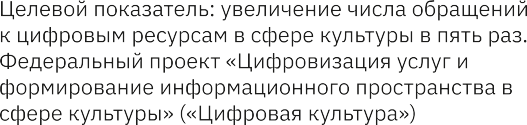 Целевой показатель: увеличение числа обращений
к цифровым ресурсам в сфере культуры в пять раз.
Федеральный проект «Цифровизация услуг и
формирование информационного пространства в
сфере культуры» («Цифровая культура»)